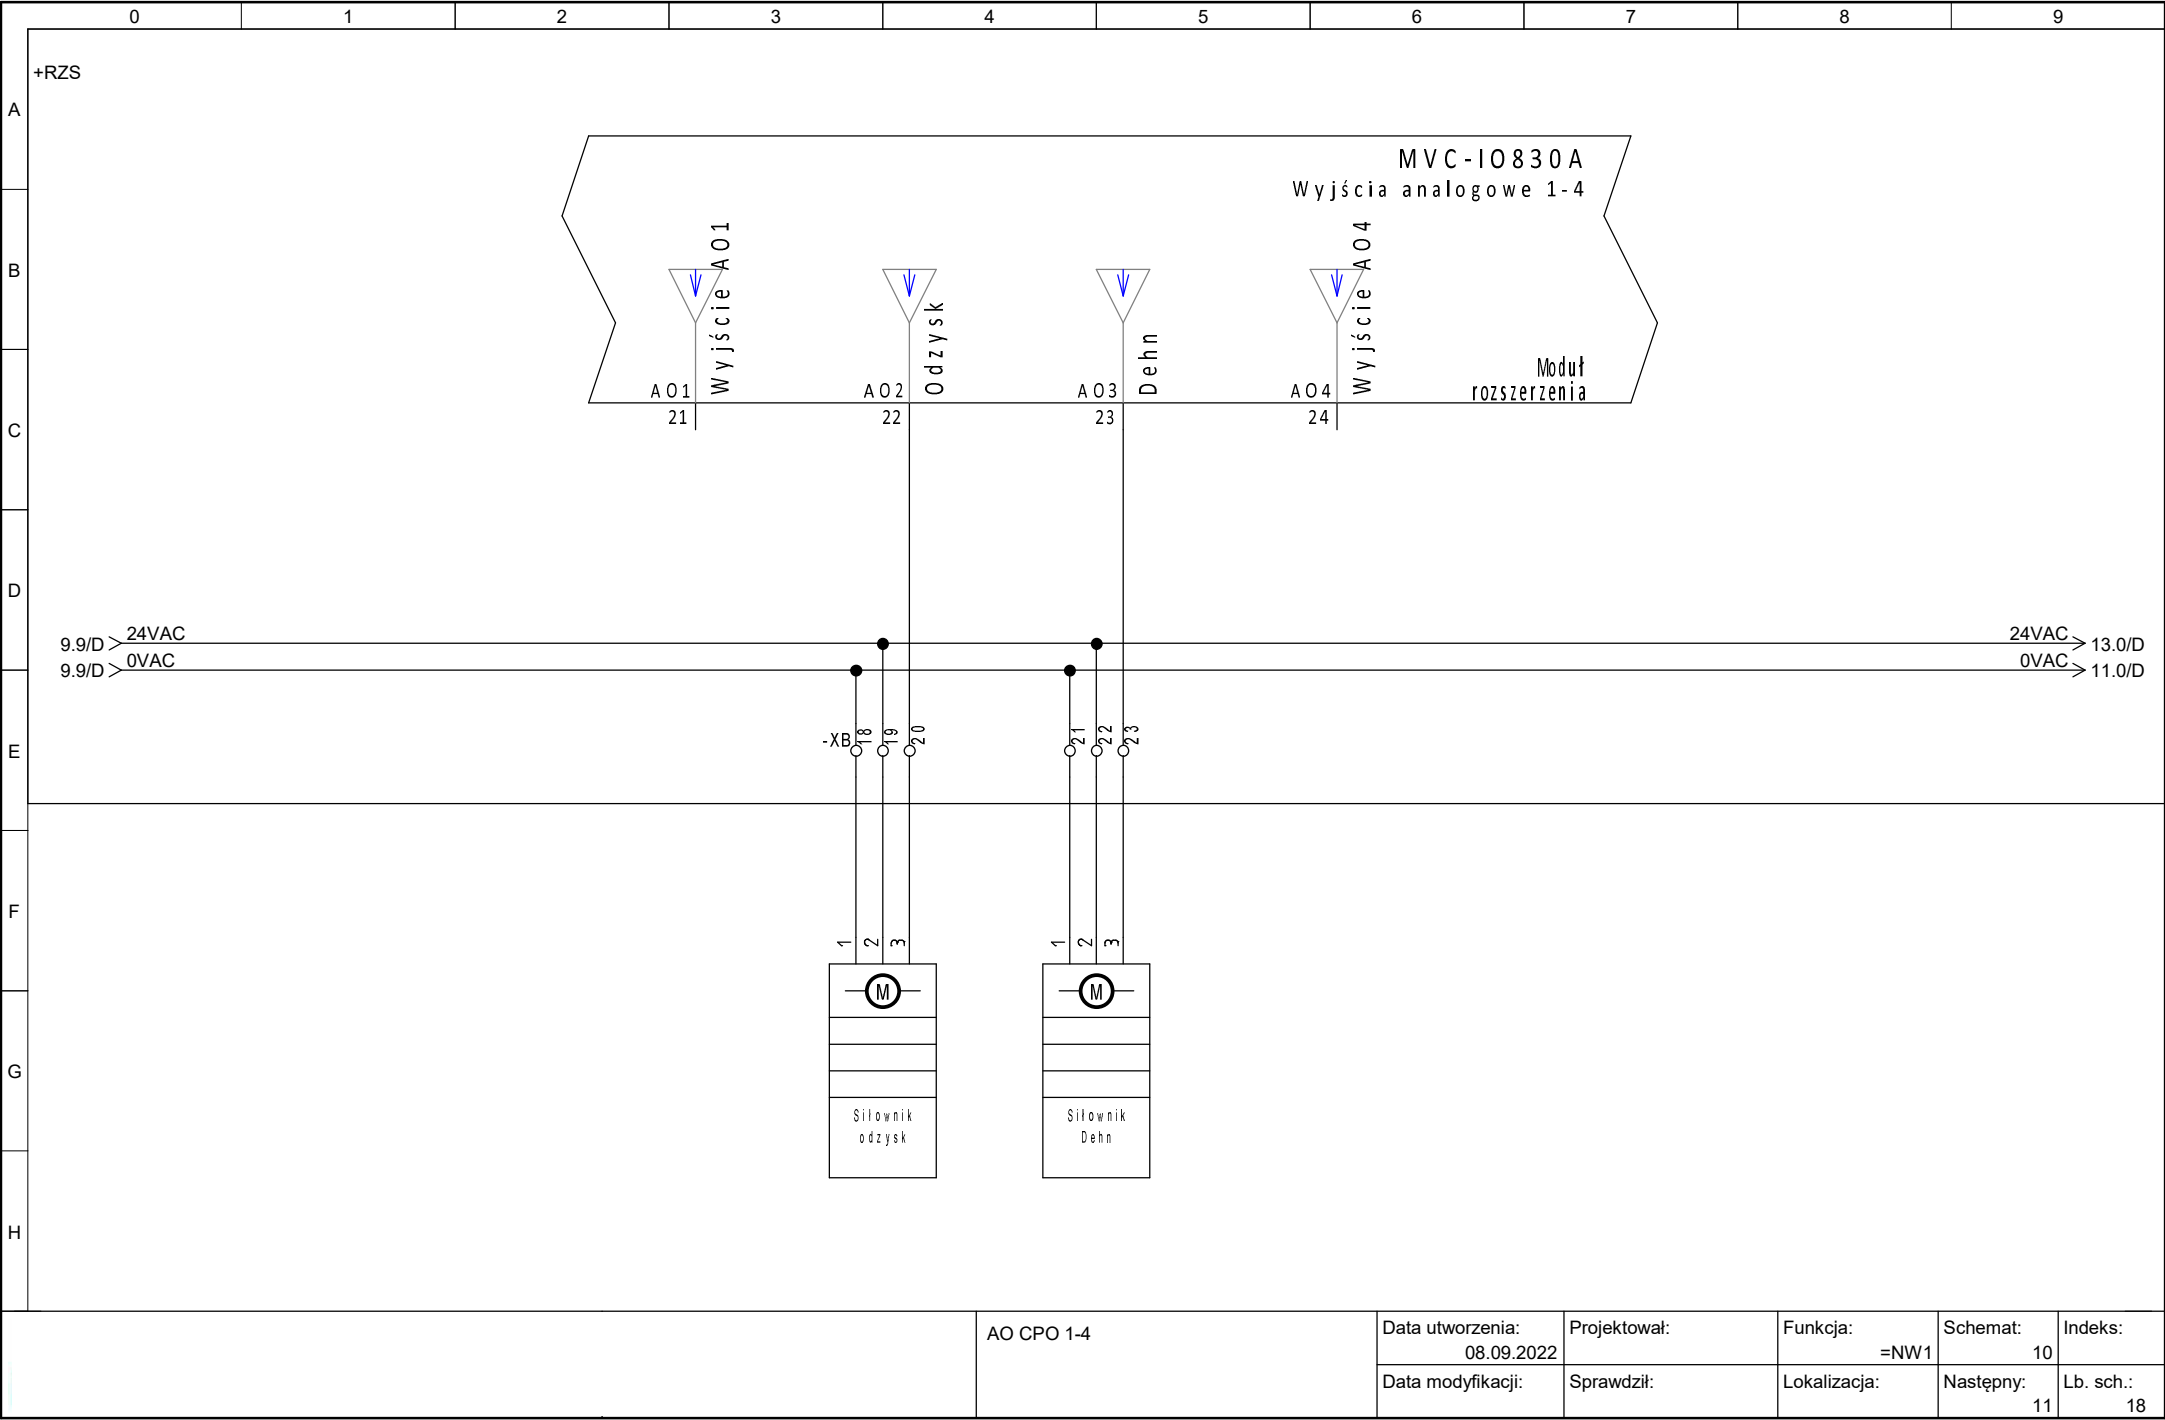 0 1 2 3 4 5 6 7 8 9
+RZS
A
MVC-IO830A
Wyjścia analogowe 1-4
B
Wyjście AO1
Odzysk
Dehn
Wyjście AO4
Moduł
rozszerzenia
AO1 AO2 AO3 AO4
21 22 23 24
C
D
9.9/D 24VAC 24VAC 13.0/D
9.9/D 0VAC 0VAC 11.0/D
E
-XB 18 19 20 21 22 23
F
1 2 3 1 2 3
M M
G
Siłownik
odzysk
Siłownik
Dehn
H
AO CPO 1-4
Data utworzenia:
08.09.2022
Projektował:
Funkcja:
=NW1
Schemat:
10
Indeks:
Data modyfikacji:
Sprawdził:
Lokalizacja:
Następny:
11
Lb. sch.:
18